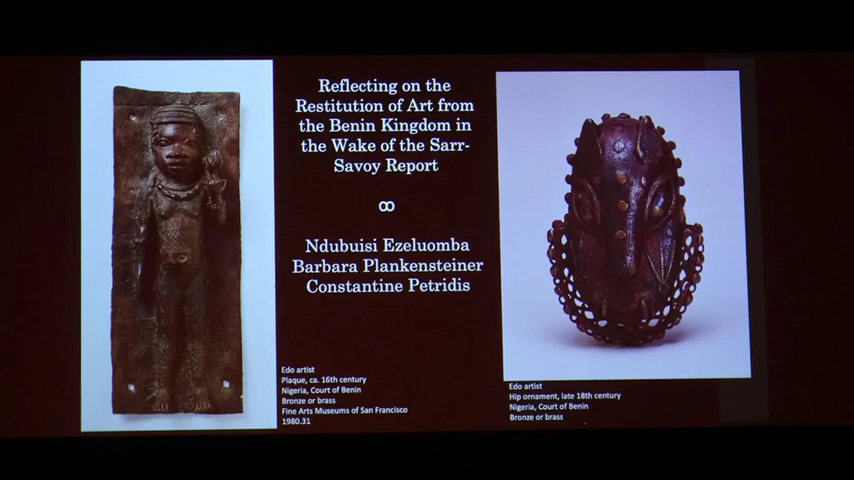 Reflecting on the
Restitution of Art from
the Benin Kingdom in
the Wake of the Sarr-
Savoy Report
∞
Ndubuisi Ezeluomba
Barbara Plankensteiner
Constantine Petridis
Edo artist
Plaque, ca. 16th century
Nigeria, Court of Benin
Bronze or brass
Fine Arts Museums of San Francisco
1980.31
Edo artist
Hip ornament, late 18th century
Nigeria, Court of Benin
Bronze or brass